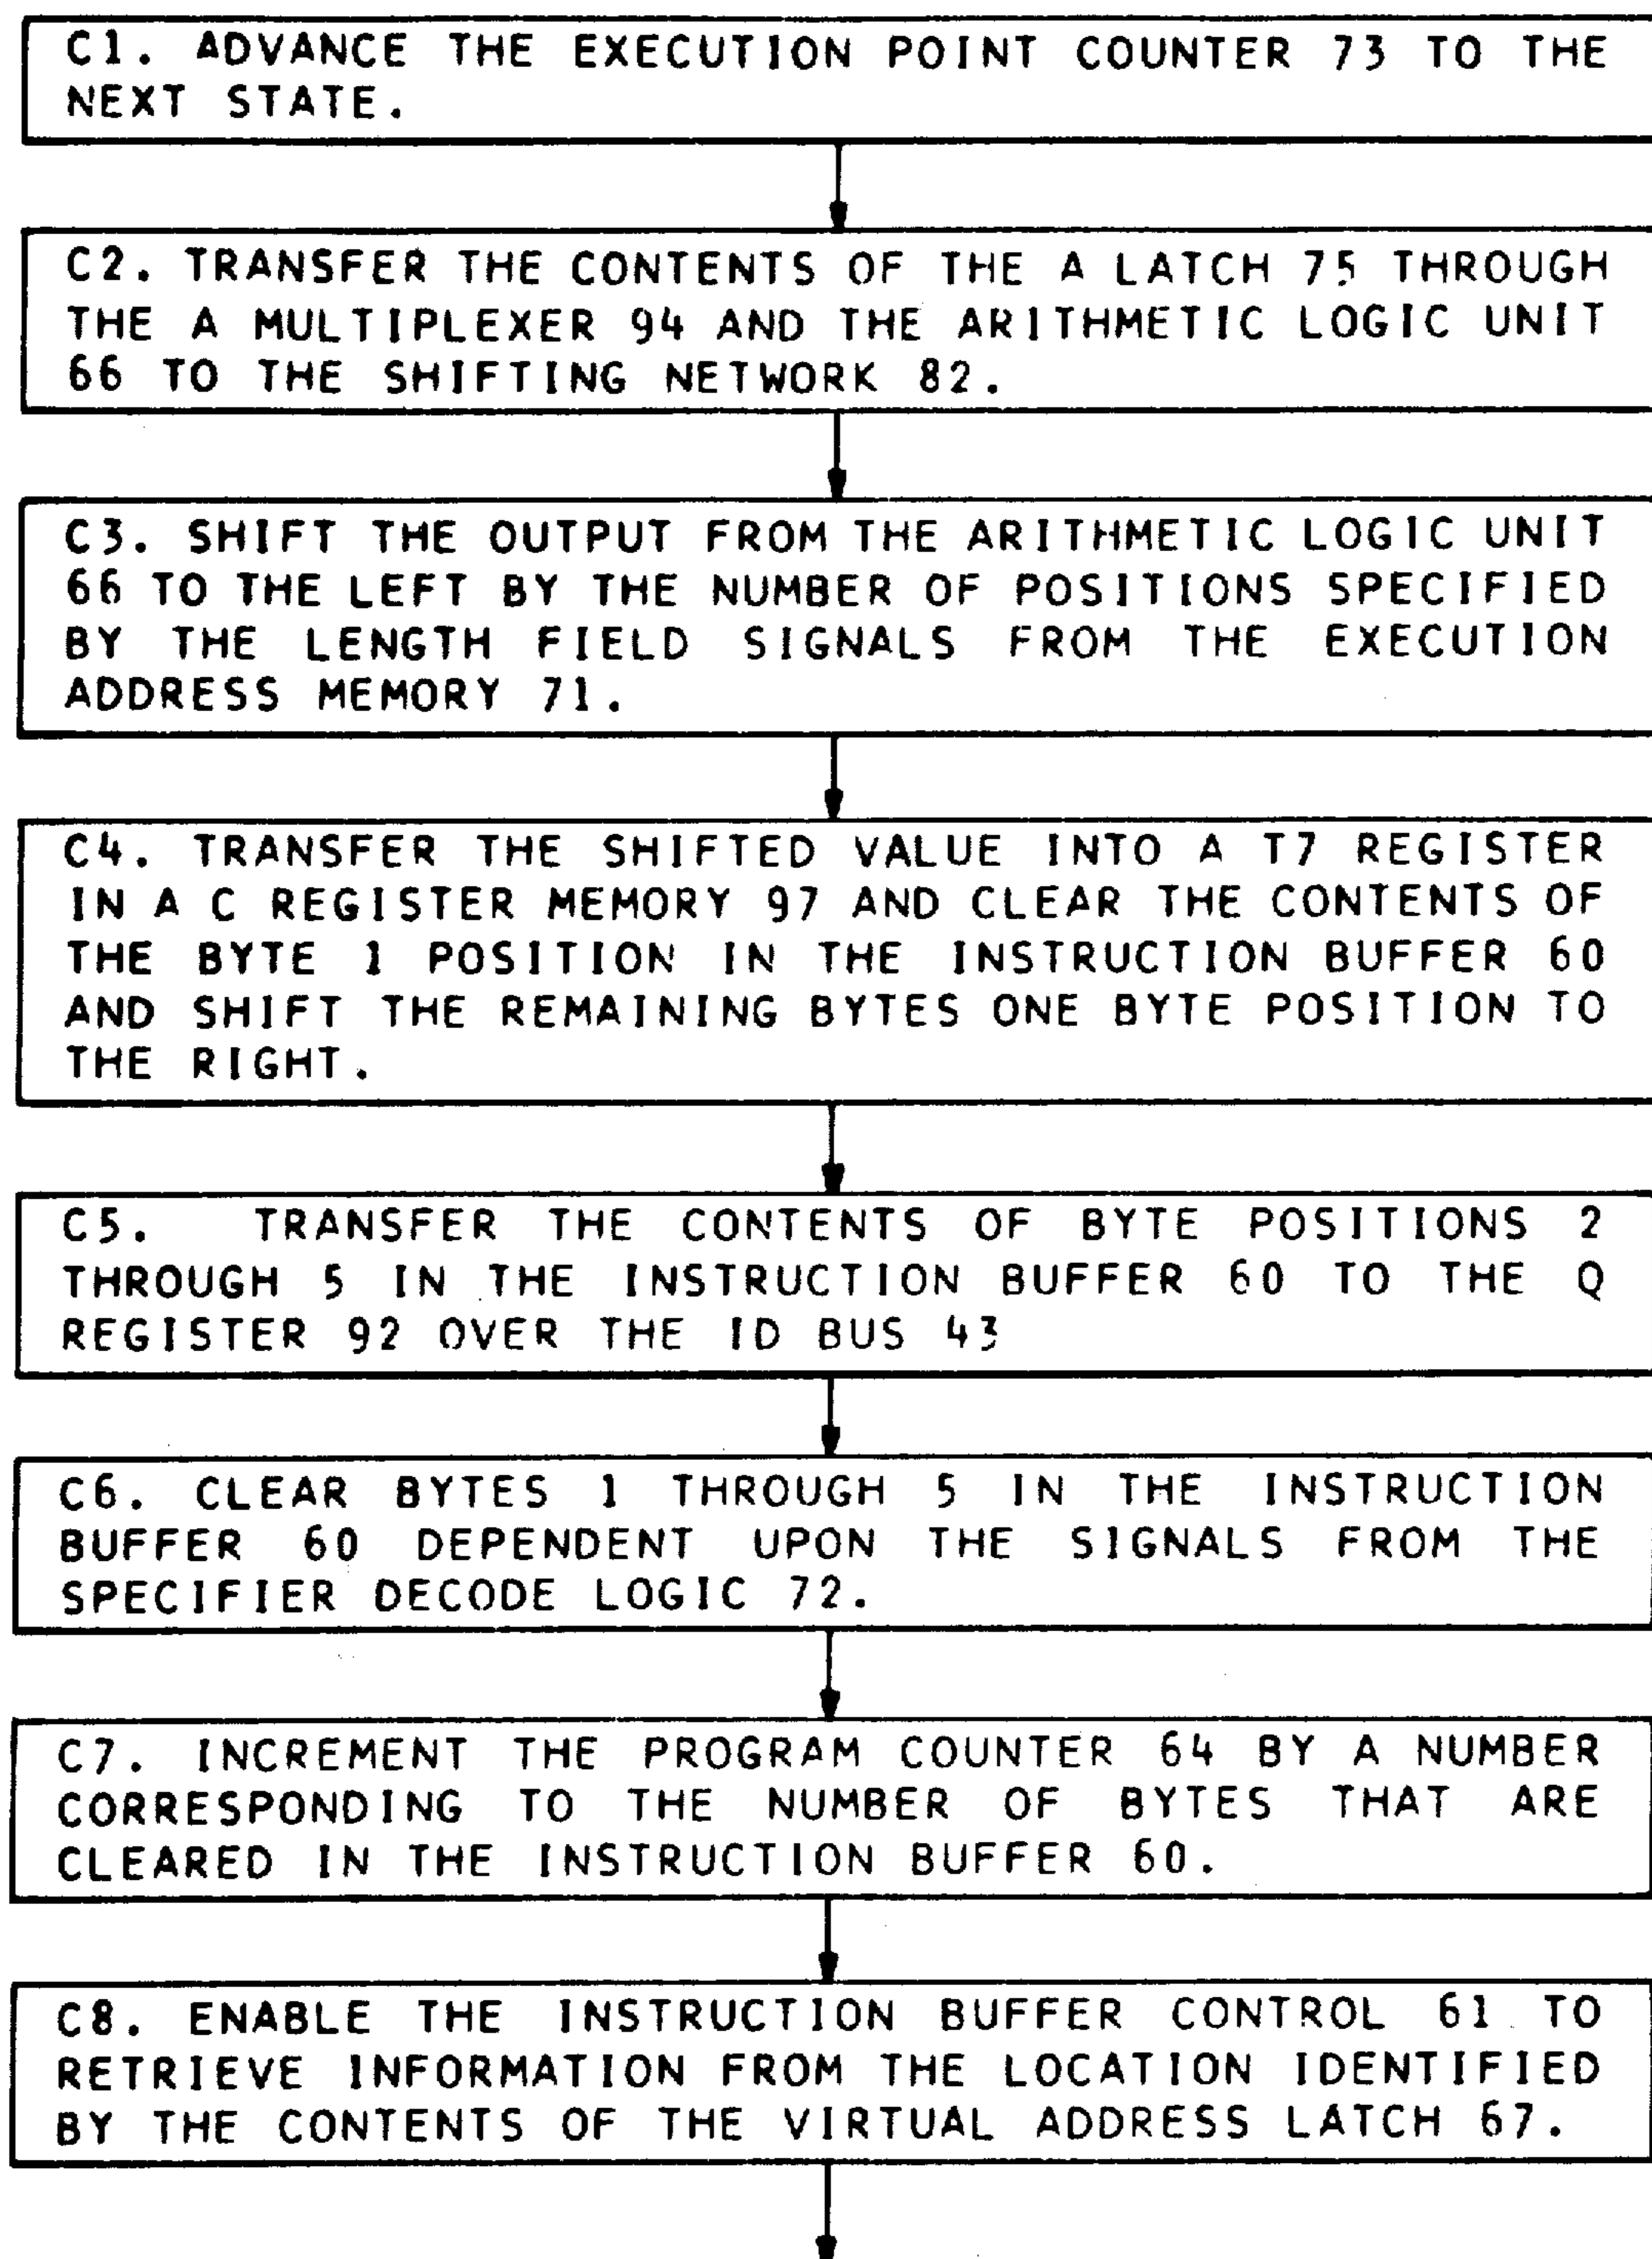 C1. ADVANCE THE EXECUTION POINT COUNTER 73 TO THE
NEXT STATE.
C2. TRANSFER THE CONTENTS OF THE A LATCH 75 THROUGH
THE A MULTIPLEXER 94 AND THE ARITHMETIC LOGIC UNIT
66 TO THE SHIFTING NETWORK 82.
C3. SHIFT THE OUTPUT FROM THE ARITHMETIC LOGIC UNIT
66 TO THE LEFT BY THE NUMBER OF POSITIONS SPECIFIED
BY THE LENGTH FIELD SIGNALS FROM THE EXECUTION
ADDRESS MEMORY 71.
C4. TRANSFER THE SHIFTED VALUE INTO A T7 REGISTER
IN A C REGISTER MEMORY 97 AND CLEAR THE CONTENTS OF
THE BYTE 1 POSITION IN THE INSTRUCTION BUFFER 60
AND SHIFT THE REMAINING BYTES ONE BYTE POSITION TO
THE RIGHT.
C5. TRANSFER THE CONTENTS OF BYTE POSITIONS 2
THROUGH 5 IN THE INSTRUCTION BUFFER 60 TO THE Q
REGISTER 92 OVER THE ID BUS 43
C6. CLEAR BYTES 1 THROUGH 5 IN THE INSTRUCTION
BUFFER 60 DEPENDENT UPON THE SIGNALS FROM THE
SPECIFIER DECODE LOGIC 72.
C7. INCREMENT THE PROGRAM COUNTER 64 BY A NUMBER
CORRESPONDING TO THE NUMBER OF BYTES THAT ARE
CLEARED IN THE INSTRUCTION BUFFER 60.
C8. ENABLE THE INSTRUCTION BUFFER CONTROL 61 TO
RETRIEVE INFORMATION FROM THE LOCATION IDENTIFIED
BY THE CONTENTS OF THE VIRTUAL ADDRESS LATCH 67.